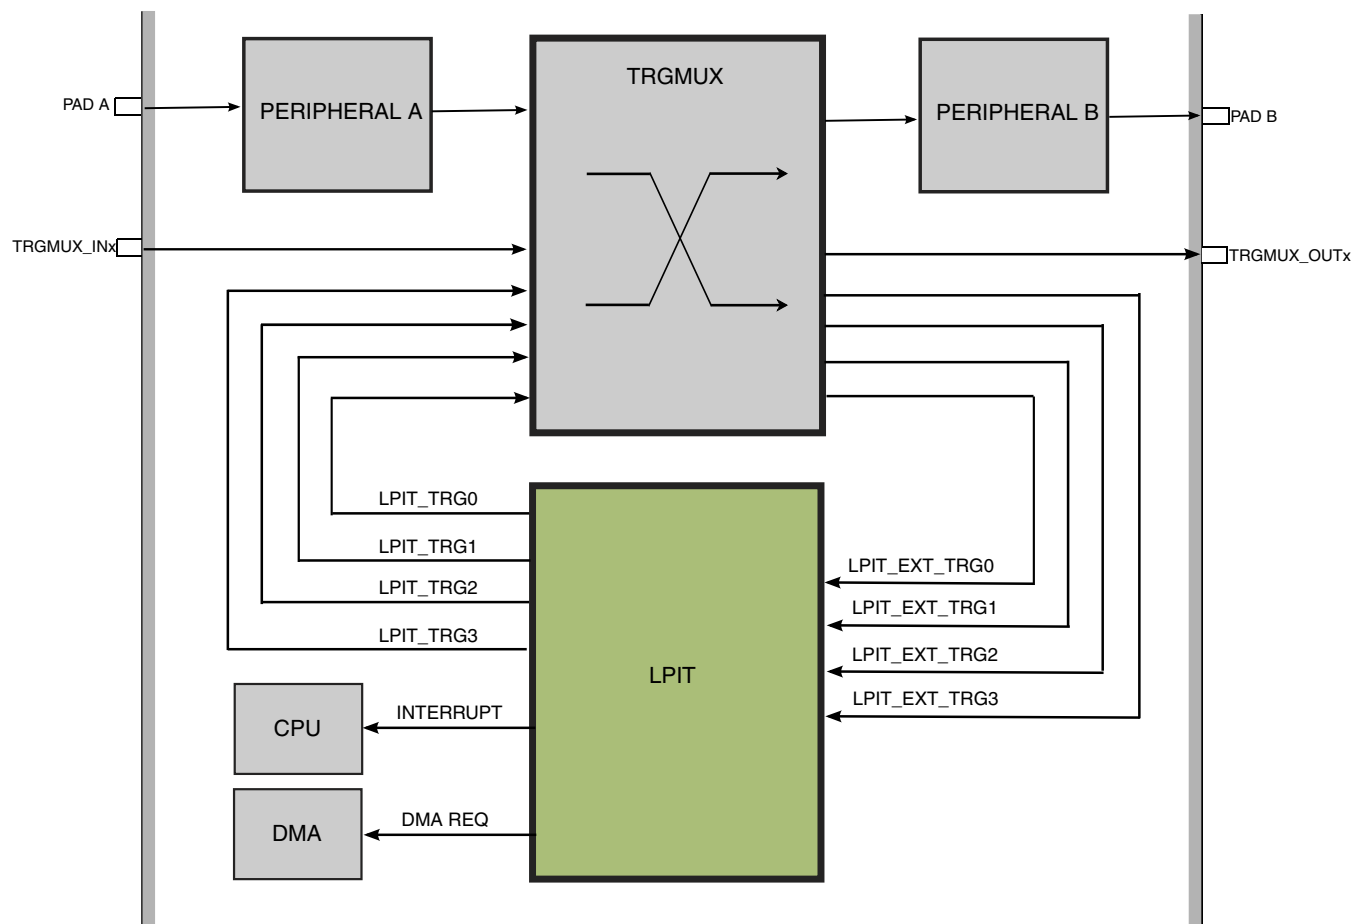 TRGMUX
PAD A
PERIPHERAL A
PERIPHERAL B
PAD B
TRGMUX_INx
TRGMUX_OUTx
LPIT_TRG0
LPIT_TRG1
LPIT_TRG2
LPIT_TRG3
LPIT_EXT_TRG0
LPIT_EXT_TRG1
LPIT_EXT_TRG2
LPIT_EXT_TRG3
LPIT
CPU
INTERRUPT
DMA
DMA REQ